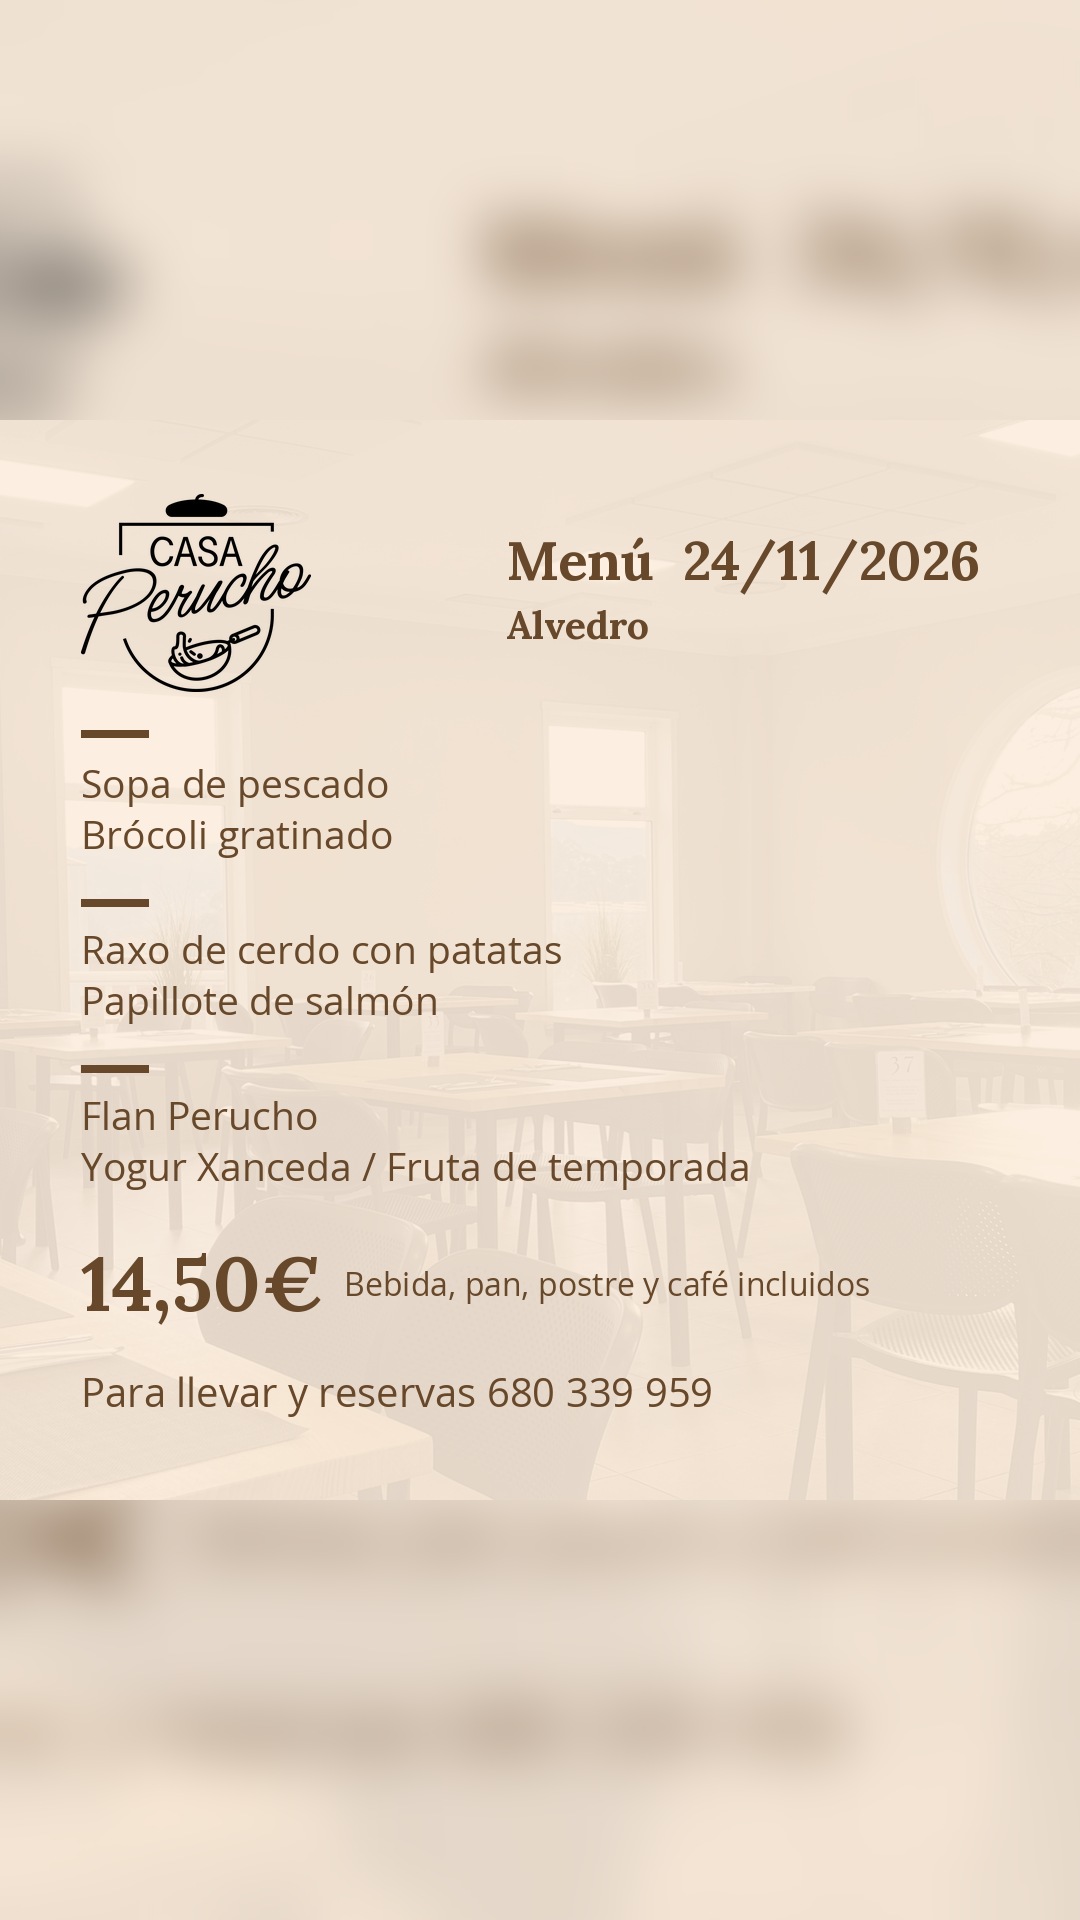 CASA
Perucho
Menú 24/11/2026
Alvedro
Sopa de pescado
Brócoli gratinado
Raxo de cerdo con patatas
Papillote de salmón
Flan Perucho
Yogur Xanceda / Fruta de temporada
14,50€ Bebida, pan, postre y café incluidos
Para llevar y reservas 680 339 959
37